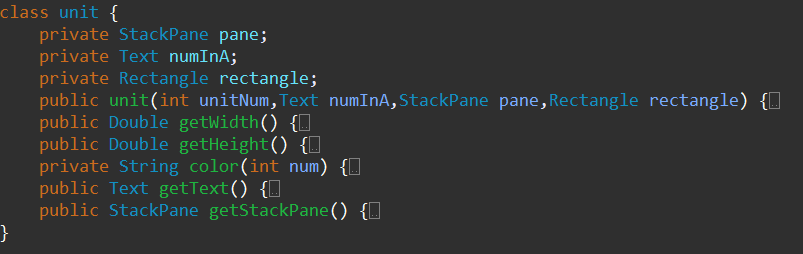 class unit {
    private StackPane pane;
    private Text numInA;
    private Rectangle rectangle;
    public unit(int unitNum,Text numInA,StackPane pane,Rectangle rectangle) {..
    public Double getWidth() {..
    public Double getHeight() {..
    private String color(int num) {..
    public Text getText() {..
    public StackPane getStackPane() {..
}